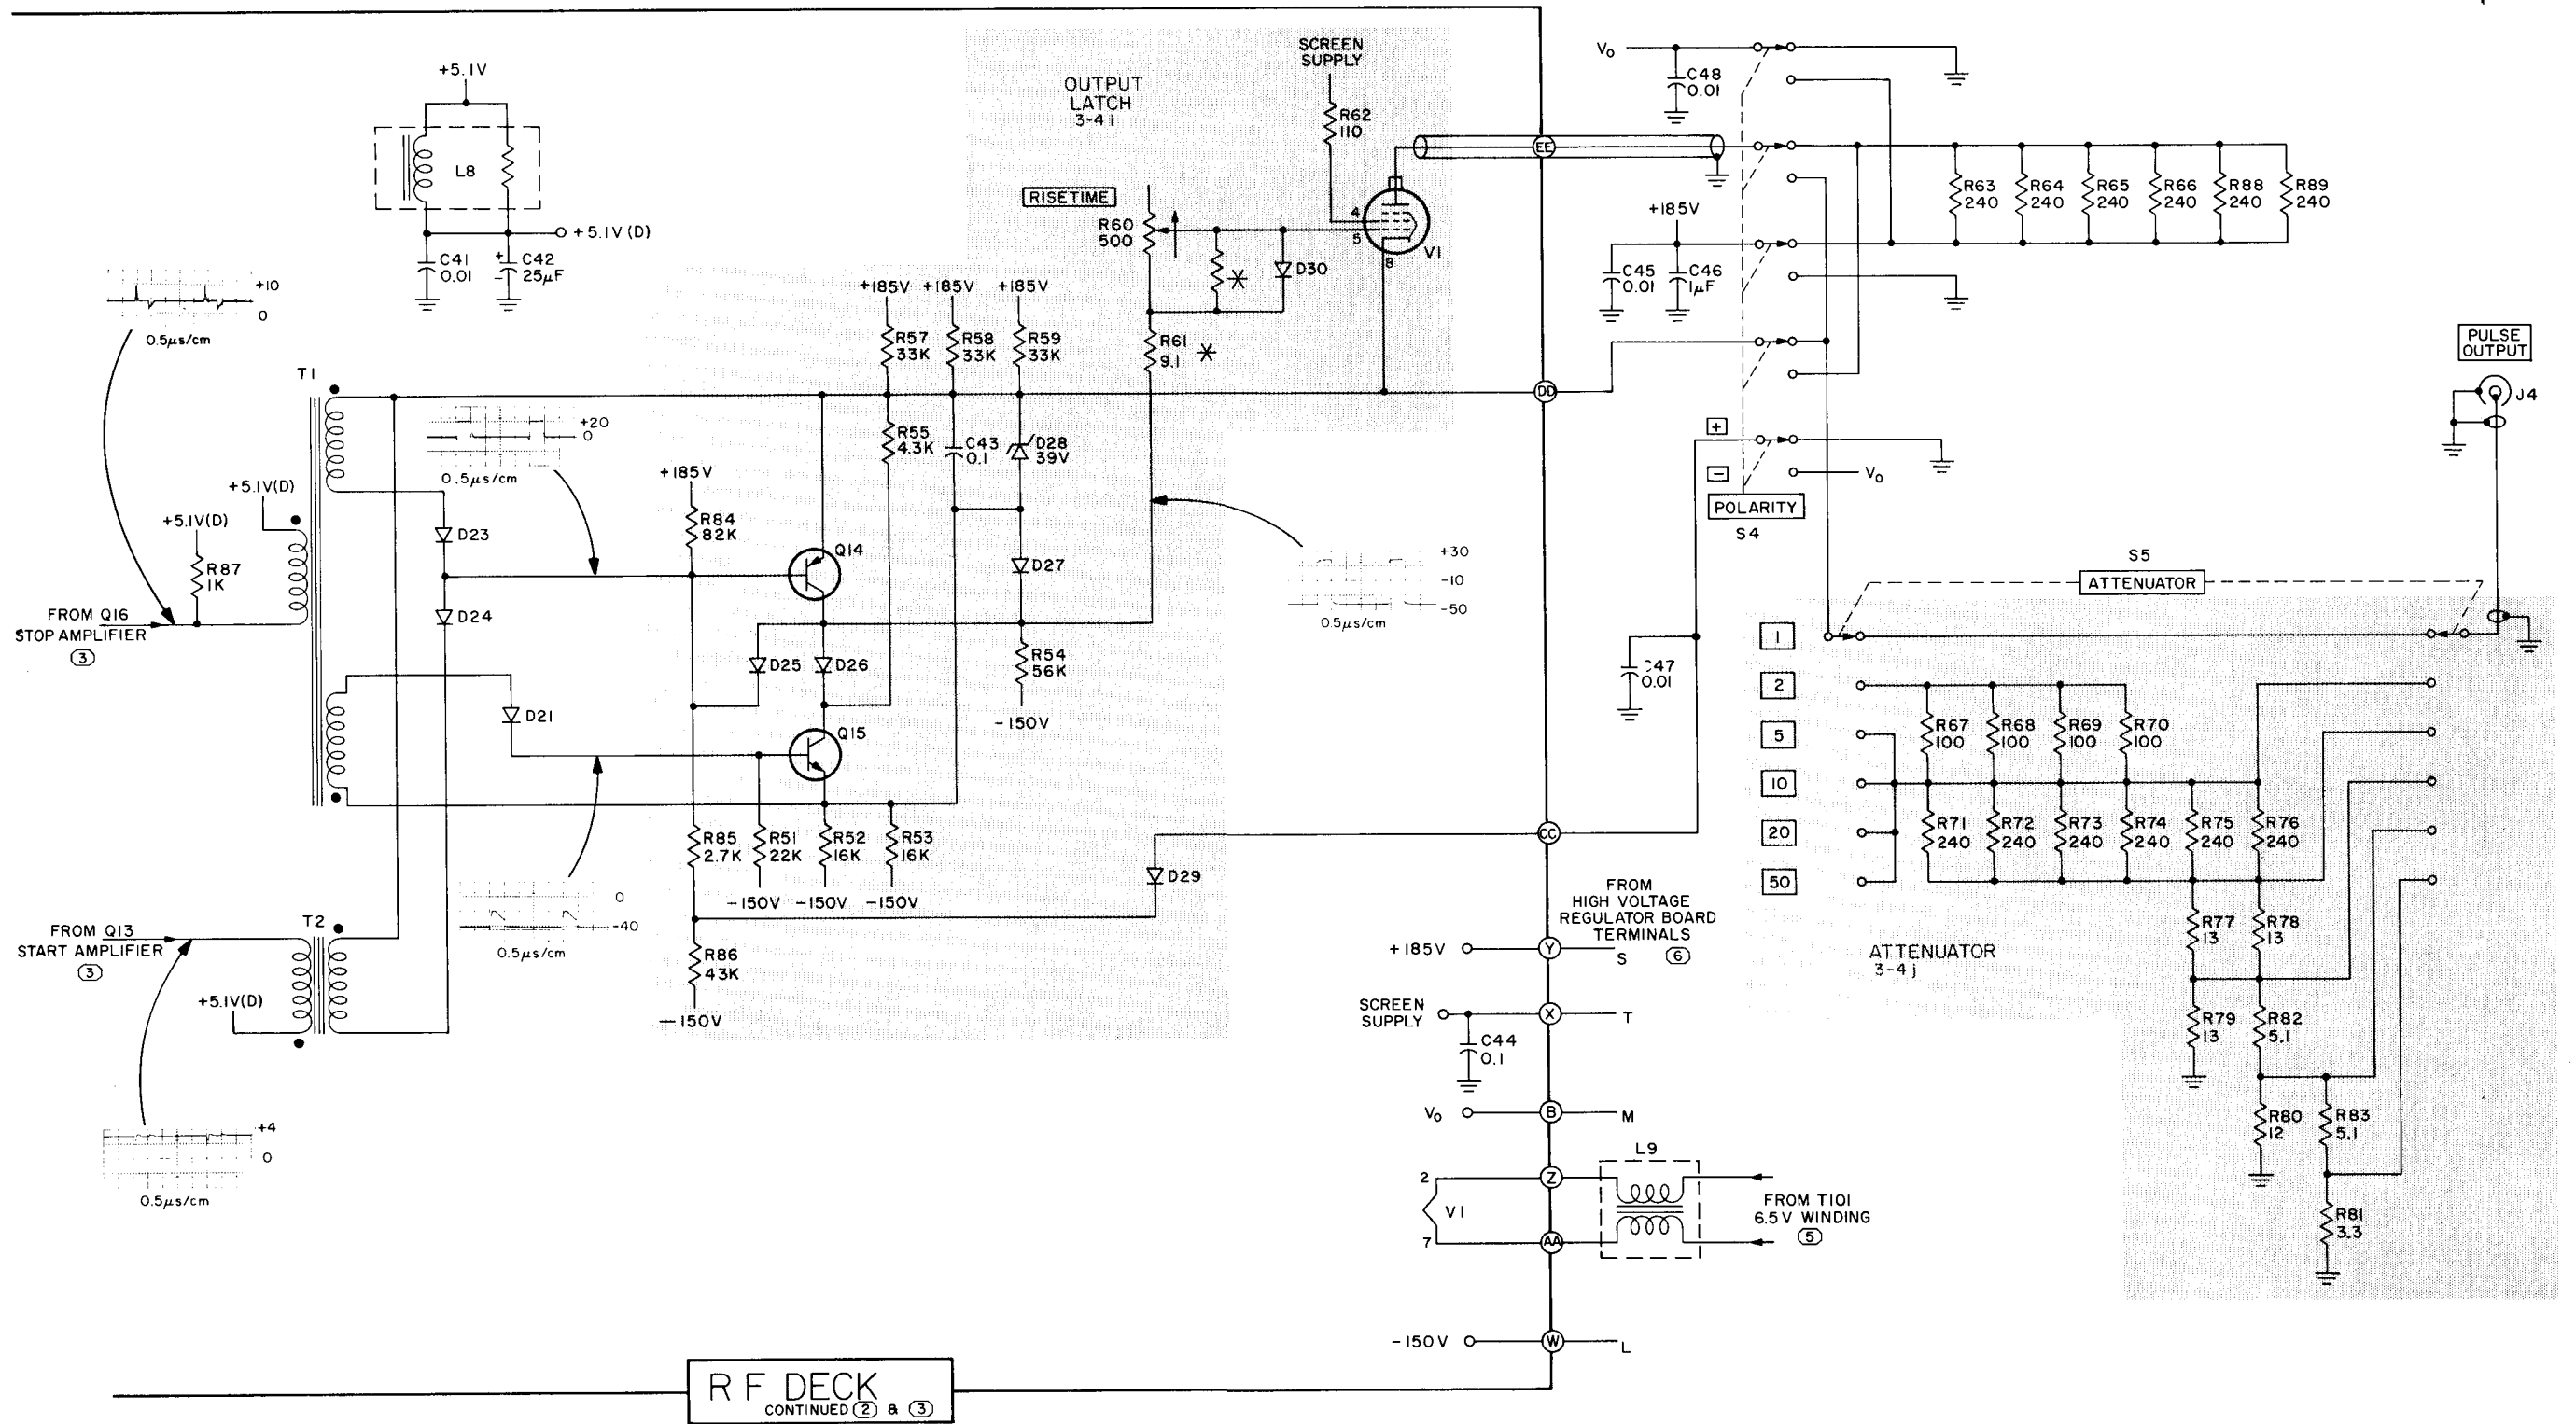 +5.1V
L8
+5.1V (D)
C41
0.01
C42
25µF
+10
0
0.5µs/cm
T1
+20
0
0.5µs/cm
+5.1V(D)
+5.1V(D)
R87
1K
FROM Q16
STOP AMPLIFIER
3
D23
D24
D21
FROM Q13
START AMPLIFIER
3
T2
+5.1V(D)
+4
0
0.5µs/cm
0
-40
0.5µs/cm
OUTPUT
LATCH
3-4i
SCREEN
SUPPLY
R62
110
RISETIME
R60
500
*
D30
4
5
8
V1
+185V
+185V
+185V
R57
33K
R58
33K
R59
33K
R61
9.1
*
R55
4.3K
C43
0.1
D28
39V
+185V
R84
82K
Q14
D27
D25
D26
R54
56K
-150V
Q15
R85
2.7K
R51
22K
R52
16K
R53
16K
-150V
-150V
-150V
R86
43K
-150V
D29
+30
-10
-50
0.5µs/cm
EE
DD
CC
FROM
HIGH VOLTAGE
REGULATOR BOARD
TERMINALS
6
+185V
Y
S
SCREEN
SUPPLY
X
T
C44
0.1
Vo
B
M
L9
2
Z
V1
7
AA
FROM T101
6.5V WINDING
5
-150V
W
L
Vo
C48
0.01
+185V
C45
0.01
C46
1µF
R63
240
R64
240
R65
240
R66
240
R88
240
R89
240
+
-
Vo
POLARITY
S4
PULSE
OUTPUT
J4
S5
ATTENUATOR
C47
0.01
1
2
5
10
20
50
R67
100
R68
100
R69
100
R70
100
R71
240
R72
240
R73
240
R74
240
R75
240
R76
240
R77
13
R78
13
ATTENUATOR
3-4j
R79
13
R82
5.1
R80
12
R83
5.1
R81
3.3
RF DECK
CONTINUED 2 & 3